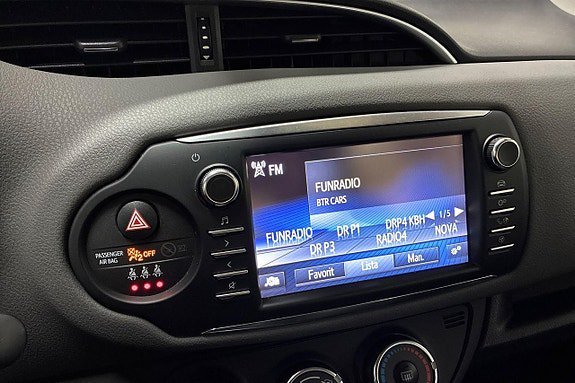 FM
FUNRADIO
BTR CARS
1/5
FUNRADIO DR P1 DRP4 KBH
DR P3 RADIO4 NOVA
Favorit Lista Man.
PASSENGER
AIR BAG
OFF